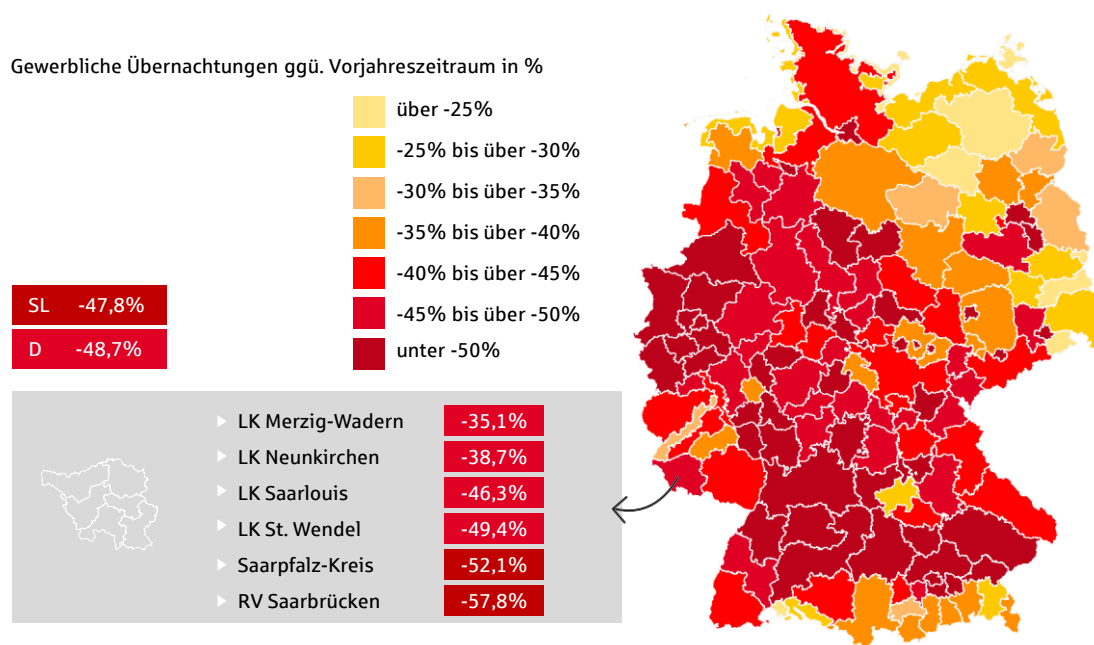 Gewerbliche Übernachtungen ggü. Vorjahreszeitraum in %
über -25%
-25% bis über -30%
-30% bis über -35%
-35% bis über -40%
-40% bis über -45%
-45% bis über -50%
unter -50%
SL -47,8%
D -48,7%
LK Merzig-Wadern -35,1%
LK Neunkirchen -38,7%
LK Saarlouis -46,3%
LK St. Wendel -49,4%
Saarpfalz-Kreis -52,1%
RV Saarbrücken -57,8%